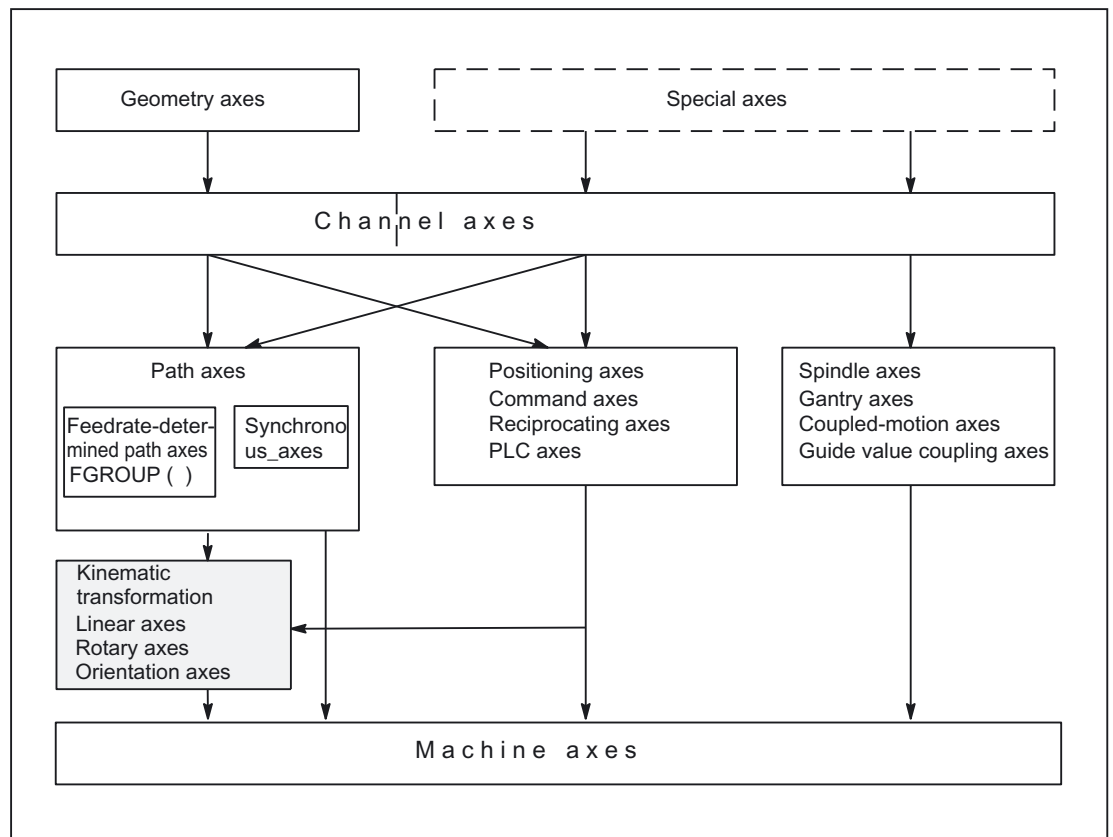 Geometry axes
Special axes
Channel axes
Path axes
Feedrate-deter-
mined path axes
FGROUP ( )
Synchrono
us_axes
Positioning axes
Command axes
Reciprocating axes
PLC axes
Spindle axes
Gantry axes
Coupled-motion axes
Guide value coupling axes
Kinematic
transformation
Linear axes
Rotary axes
Orientation axes
Machine axes